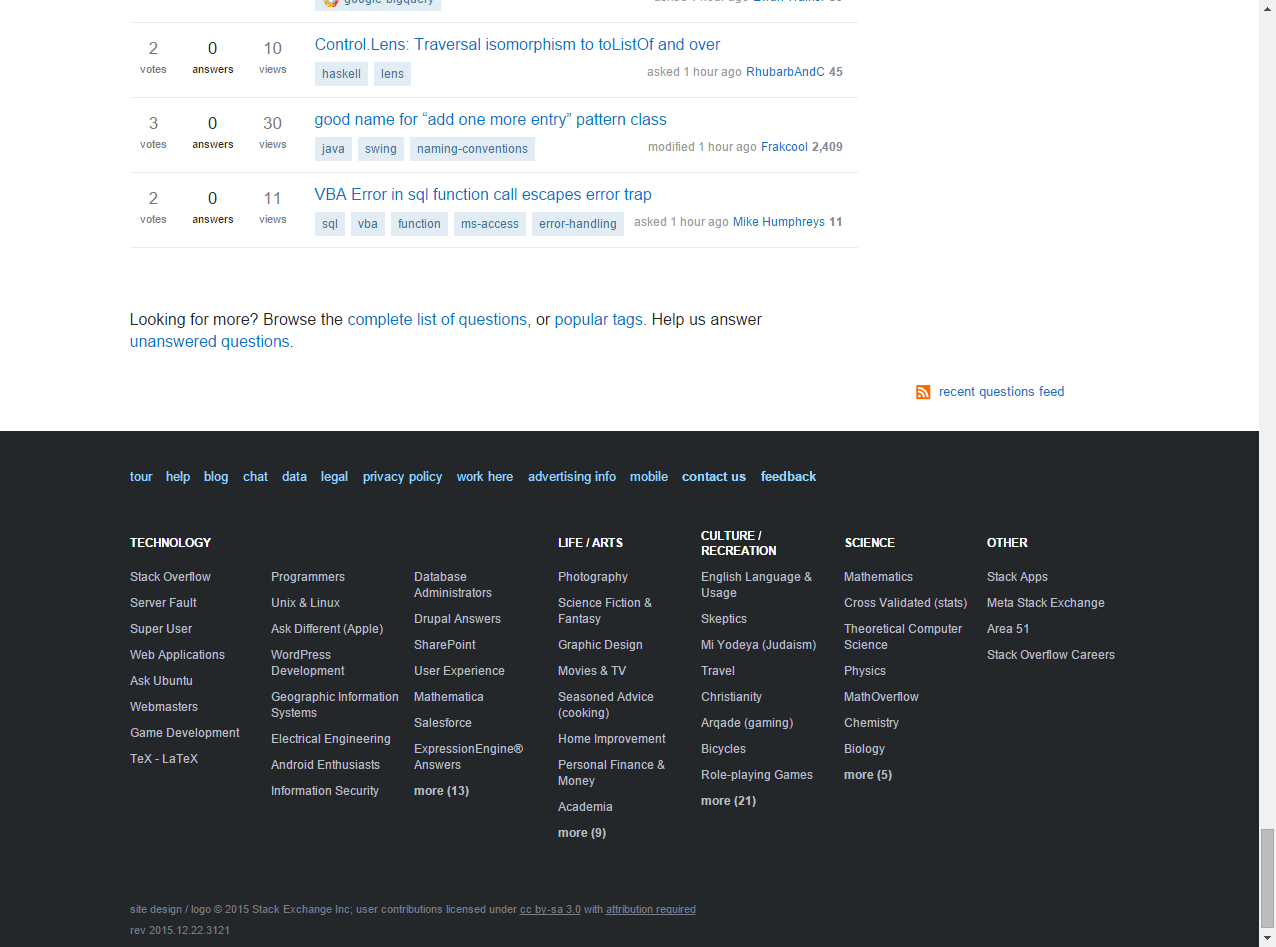 google-bigquery
asked 1 hour ago
2 0 10 Control.Lens: Traversal isomorphism to toListOf and over
votes answers views haskell lens asked 1 hour ago RhubarbAndC 45
3 0 30 good name for “add one more entry” pattern class
votes answers views java swing naming-conventions modified 1 hour ago Frakcool 2,409
2 0 11 VBA Error in sql function call escapes error trap
votes answers views sql vba function ms-access error-handling asked 1 hour ago Mike Humphreys 11
Looking for more? Browse the complete list of questions, or popular tags. Help us answer
unanswered questions.
recent questions feed
tour help blog chat data legal privacy policy work here advertising info mobile contact us feedback
TECHNOLOGY
Stack Overflow
Server Fault
Super User
Web Applications
Ask Ubuntu
Webmasters
Game Development
TeX - LaTeX
Programmers
Unix & Linux
Ask Different (Apple)
WordPress
Development
Geographic Information
Systems
Electrical Engineering
Android Enthusiasts
Information Security
Database
Administrators
Drupal Answers
SharePoint
User Experience
Mathematica
Salesforce
ExpressionEngine®
Answers
more (13)
LIFE / ARTS
Photography
Science Fiction &
Fantasy
Graphic Design
Movies & TV
Seasoned Advice
(cooking)
Home Improvement
Personal Finance &
Money
Academia
more (9)
CULTURE /
RECREATION
English Language &
Usage
Skeptics
Mi Yodeya (Judaism)
Travel
Christianity
Arqade (gaming)
Bicycles
Role-playing Games
more (21)
SCIENCE
Mathematics
Cross Validated (stats)
Theoretical Computer
Science
Physics
MathOverflow
Chemistry
Biology
more (5)
OTHER
Stack Apps
Meta Stack Exchange
Area 51
Stack Overflow Careers
site design / logo © 2015 Stack Exchange Inc; user contributions licensed under cc by-sa 3.0 with attribution required
rev 2015.12.22.3121